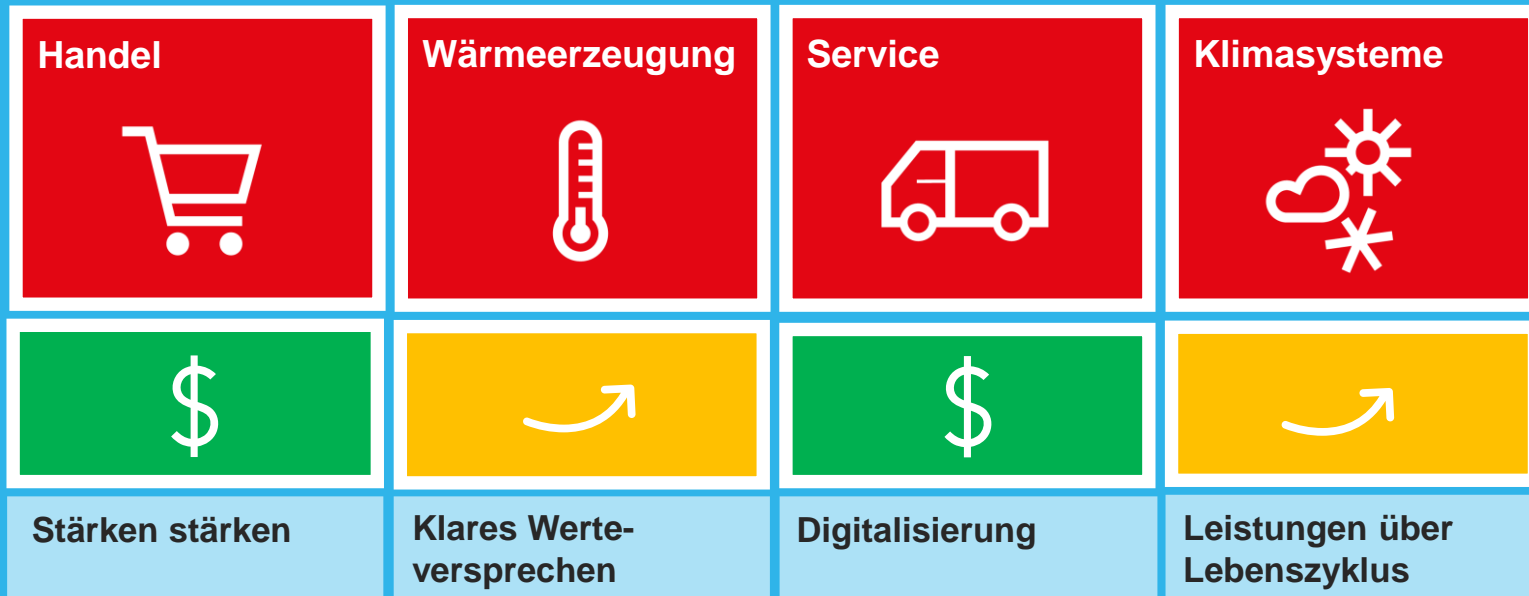 Handel
Wärmeerzeugung
Service
Klimasysteme
$
$
Stärken stärken
Klares Werte-
versprechen
Digitalisierung
Leistungen über
Lebenszyklus